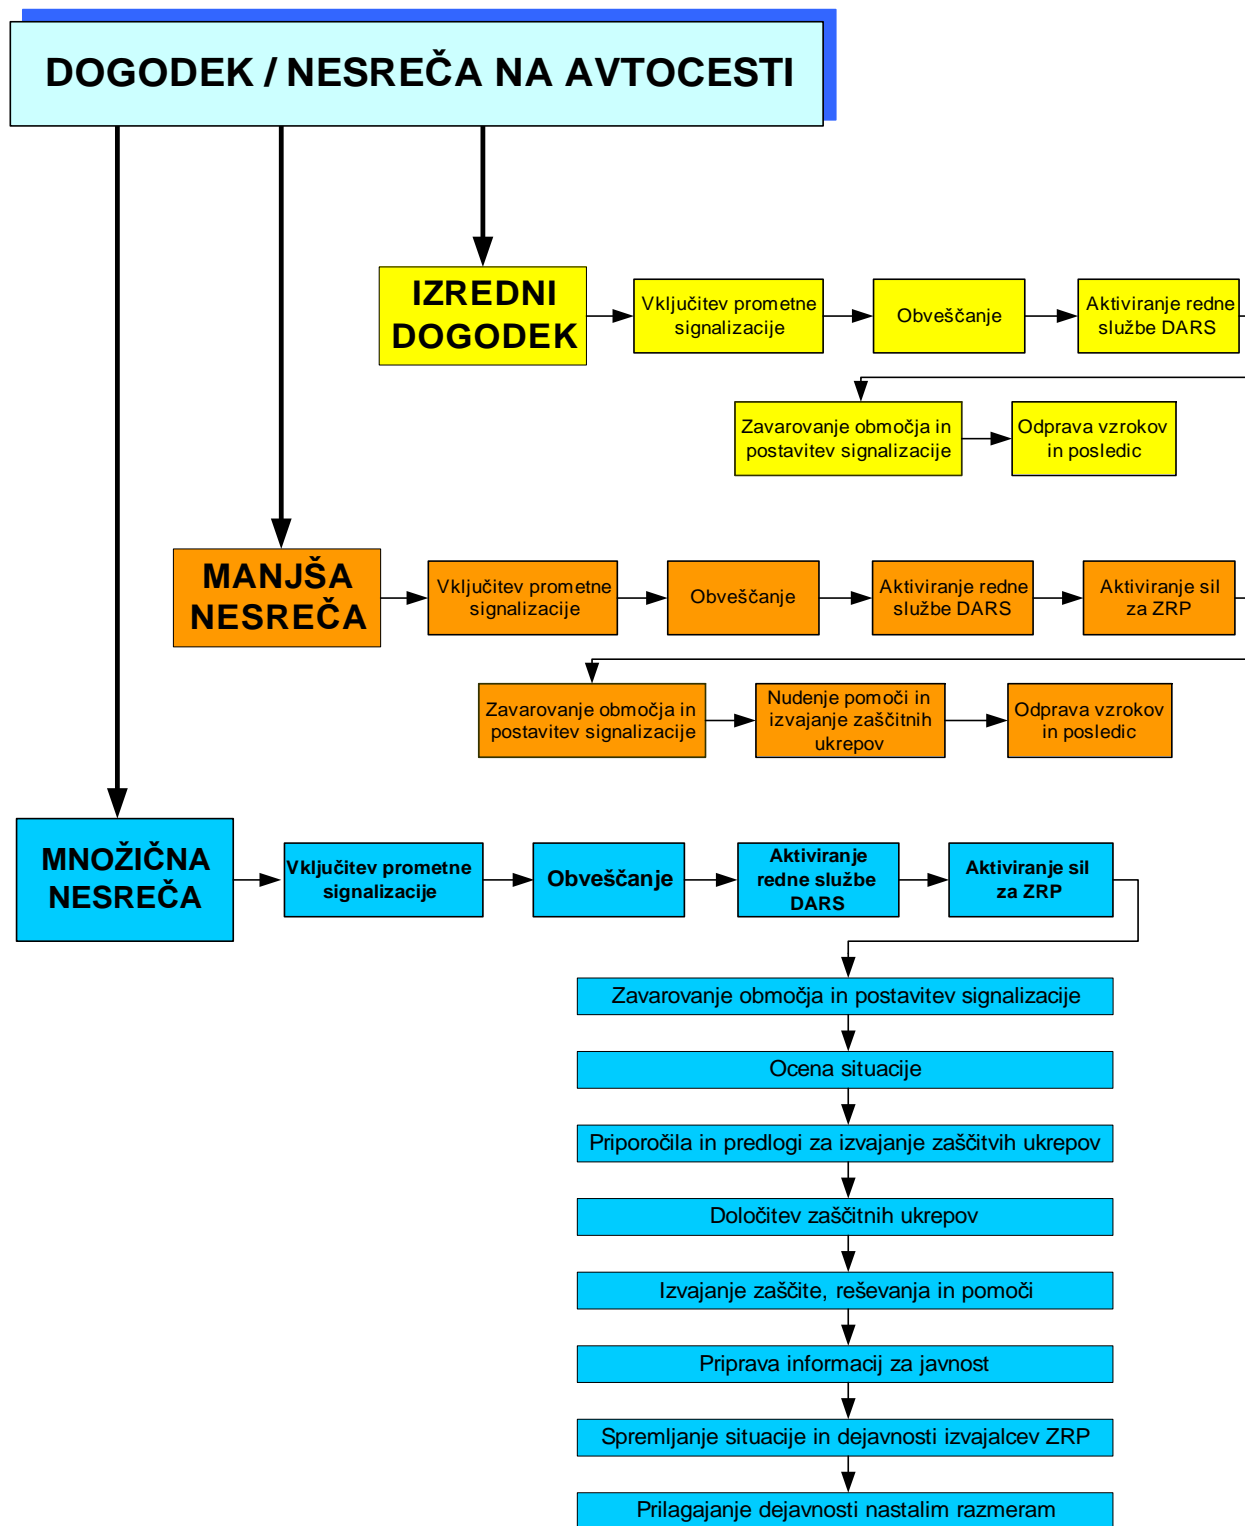 DOGODEK / NESREČA NA AVTOCESTI
IZREDNI
DOGODEK
Vključitev prometne
signalizacije
Obveščanje
Aktiviranje redne
službe DARS
Zavarovanje območja in
postavitev signalizacije
Odprava vzrokov
in posledic
MANJŠA
NESREČA
Vključitev prometne
signalizacije
Obveščanje
Aktiviranje redne
službe DARS
Aktiviranje sil
za ZRP
Zavarovanje območja in
postavitev signalizacije
Nudenje pomoči in
izvajanje zaščitnih
ukrepov
Odprava vzrokov
in posledic
MNOŽIČNA
NESREČA
Vključitev prometne
signalizacije
Obveščanje
Aktiviranje
redne službe
DARS
Aktiviranje sil
za ZRP
Zavarovanje območja in postavitev signalizacije
Ocena situacije
Priporočila in predlogi za izvajanje zaščitvih ukrepov
Določitev zaščitnih ukrepov
Izvajanje zaščite, reševanja in pomoči
Priprava informacij za javnost
Spremljanje situacije in dejavnosti izvajalcev ZRP
Prilagajanje dejavnosti nastalim razmeram